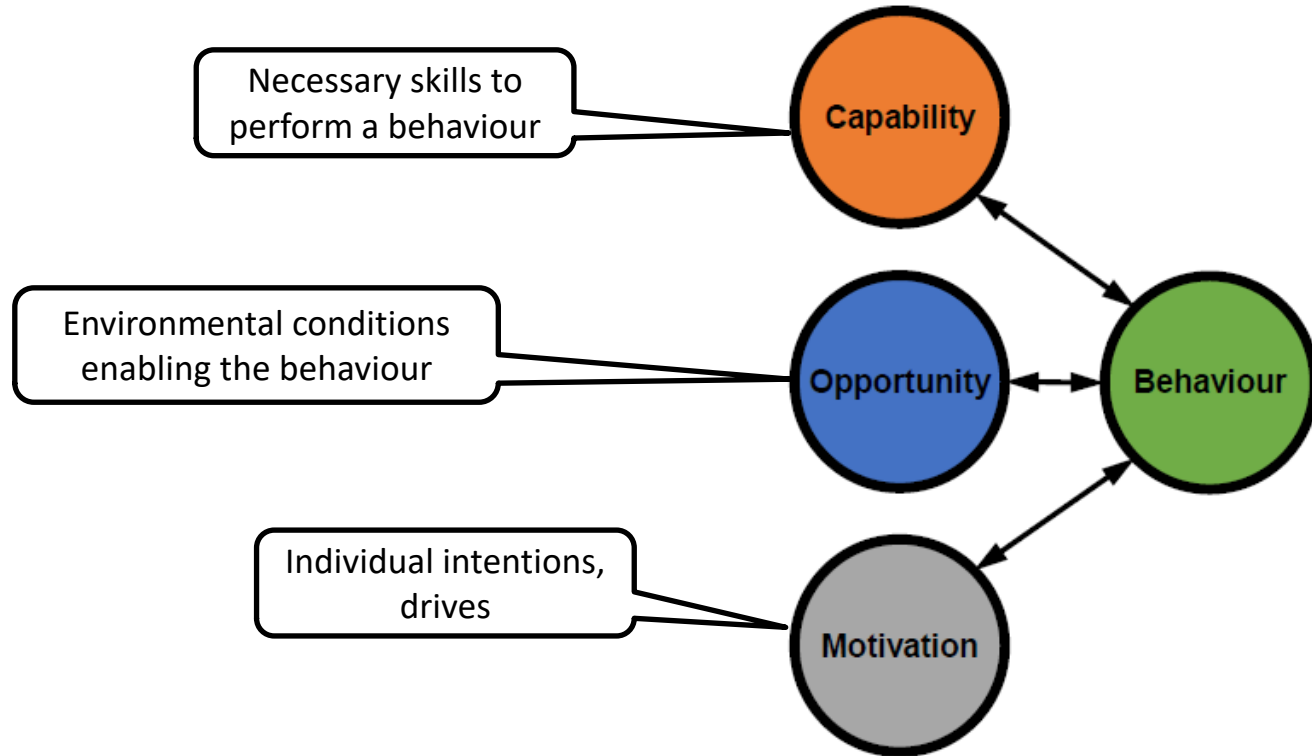 Necessary skills to
perform a behaviour
Capability
Environmental conditions
enabling the behaviour
Opportunity
Behaviour
Individual intentions,
drives
Motivation